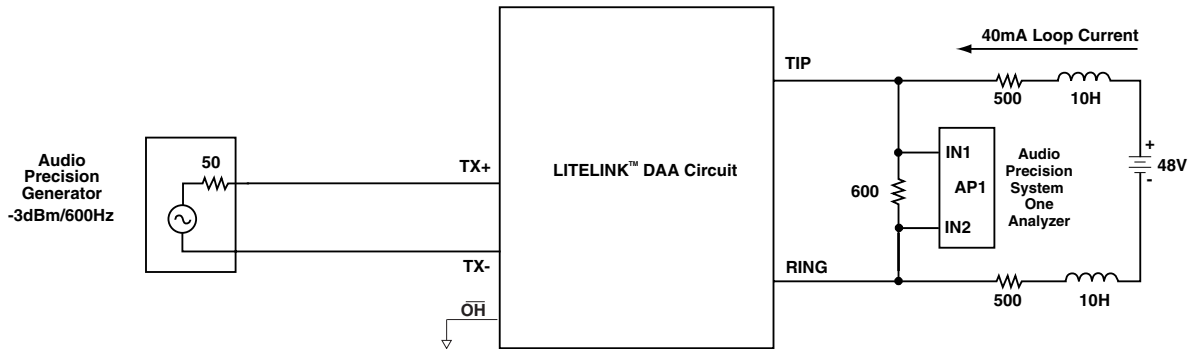 40mA Loop Current
TIP
500
10H
Audio
Precision
Generator
-3dBm/600Hz
50
TX+
LITELINK™ DAA Circuit
IN1
600
AP1
IN2
Audio
Precision
System
One
Analyzer
+
48V
-
TX-
RING
500
10H
O̅H̅